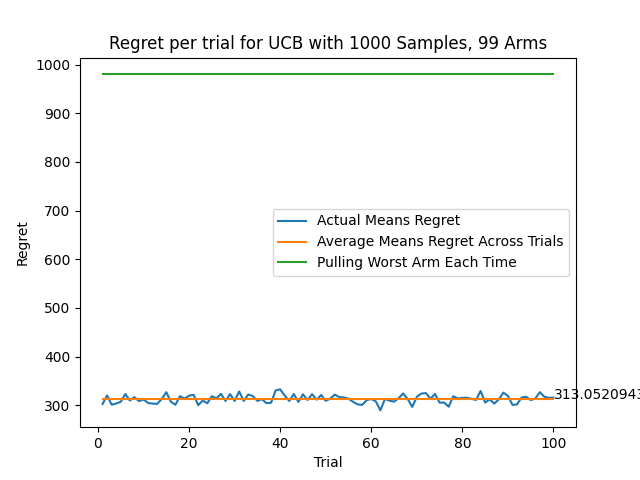 Regret per trial for UCB with 1000 Samples, 99 Arms
1000
900
800
700
600
500
400
300
Regret
Actual Means Regret
Average Means Regret Across Trials
Pulling Worst Arm Each Time
313.0520943
0
20
40
60
80
100
Trial